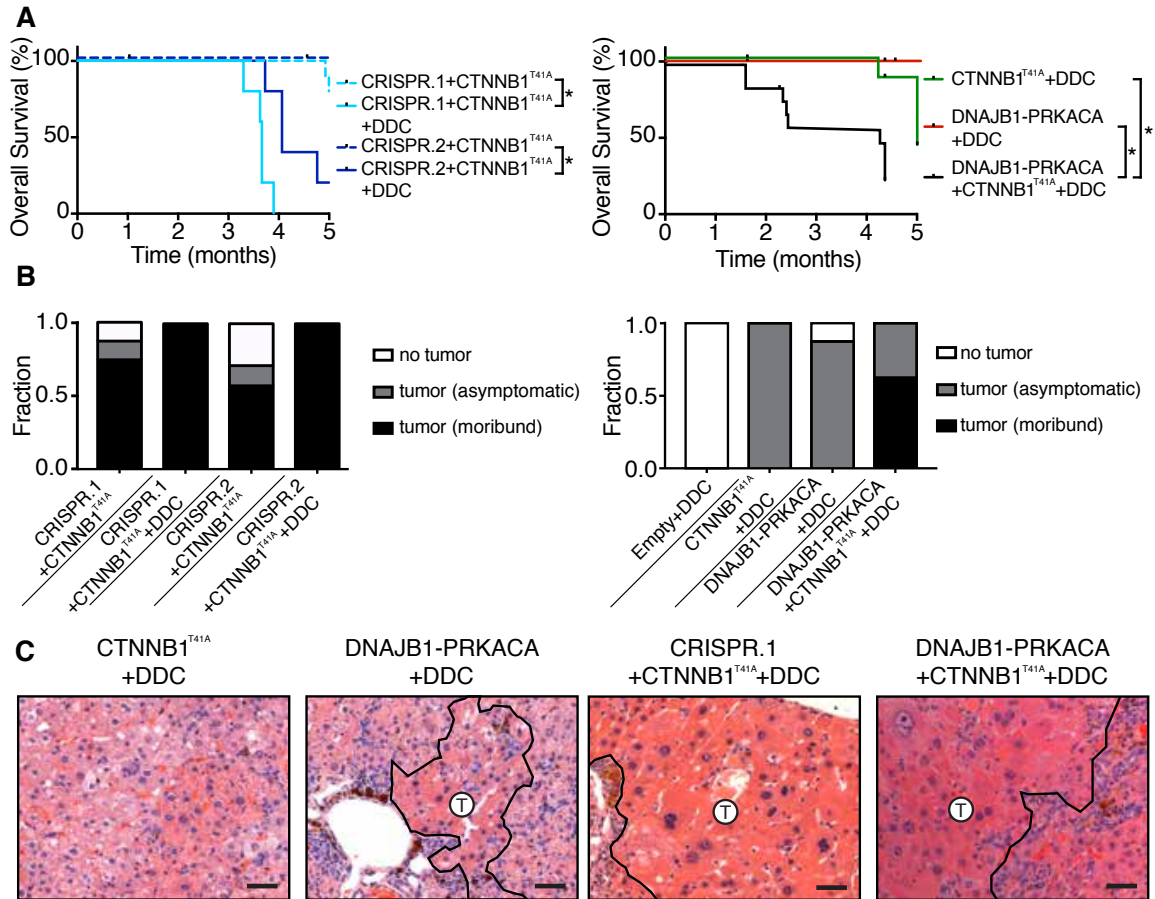 A
Overall Survival (%)
100
50
0
0 1 2 3 4 5
Time (months)
CRISPR.1+CTNNB1T41A
CRISPR.1+CTNNB1T41A
+DDC
CRISPR.2+CTNNB1T41A
CRISPR.2+CTNNB1T41A
+DDC
*
*
Overall Survival (%)
100
50
0
0 1 2 3 4 5
Time (months)
CTNNB1T41A+DDC
DNAJB1-PRKACA
+DDC
DNAJB1-PRKACA
+CTNNB1T41A+DDC
*
*
B
Fraction
1.0
0.5
0.0
CRISPR.1
+CTNNB1T41A
CRISPR.1
+CTNNB1T41A+DDC
CRISPR.2
+CTNNB1T41A
CRISPR.2
+CTNNB1T41A+DDC
no tumor
tumor (asymptomatic)
tumor (moribund)
Fraction
1.0
0.5
0.0
Empty+DDC
CTNNB1T41A
+DDC
DNAJB1-PRKACA
+DDC
DNAJB1-PRKACA
+CTNNB1T41A+DDC
no tumor
tumor (asymptomatic)
tumor (moribund)
C
CTNNB1T41A
+DDC
DNAJB1-PRKACA
+DDC
CRISPR.1
+CTNNB1T41A+DDC
DNAJB1-PRKACA
+CTNNB1T41A+DDC
T
T
T